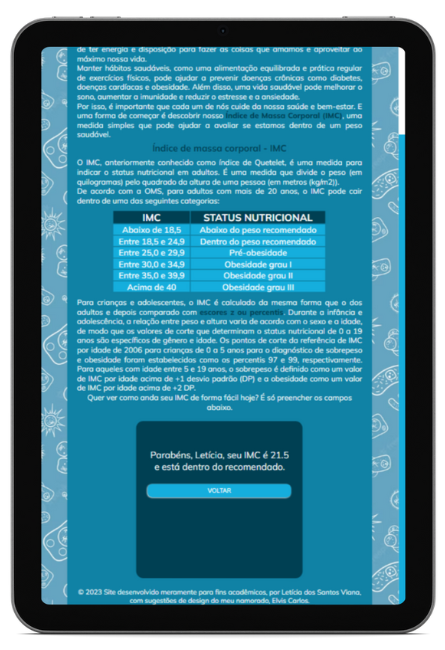 de ter energia e disposição para fazer as coisas que amamos e aproveitar ao
máximo nossa vida.
Manter hábitos saudáveis, como uma alimentação equilibrada e prática regular
de exercícios físicos, pode ajudar a prevenir doenças crônicas como diabetes,
doenças cardíacas e obesidade. Além disso, uma vida saudável pode melhorar o
sono, aumentar a imunidade e reduzir o estresse e a ansiedade.
Por isso, é importante que cada um de nós cuide da nossa saúde e bem-estar. E
uma forma de começar é descobrir nosso Índice de Massa Corporal (IMC), uma
medida simples que pode ajudar a avaliar se estamos dentro de um peso
saudável.
Índice de massa corporal - IMC
O IMC, anteriormente conhecido como índice de Quetelet, é uma medida para
indicar o status nutricional em adultos. É uma medida que divide o peso (em
quilogramas) pelo quadrado da altura de uma pessoa (em metros (kg/m2)).
De acordo com a OMS, para adultos com mais de 20 anos, o IMC pode cair
dentro de uma das seguintes categorias:
IMC STATUS NUTRICIONAL
Abaixo de 18,5 Abaixo do peso recomendado
Entre 18,5 e 24,9 Dentro do peso recomendado
Entre 25,0 e 29,9 Pré-obesidade
Entre 30,0 e 34,9 Obesidade grau I
Entre 35,0 e 39,9 Obesidade grau II
Acima de 40 Obesidade grau III
Para crianças e adolescentes, o IMC é calculado da mesma forma que o dos
adultos e depois comparado com escores z ou percentis. Durante a infância e
adolescência, a relação entre peso e altura varia de acordo com o sexo e a idade,
de modo que os valores de corte que determinam o status nutricional de 0 a 19
anos são específicos de gênero e idade. Os pontos de corte da referência de IMC
por idade de 2006 para crianças de 0 a 5 anos para o diagnóstico de sobrepeso
e obesidade foram estabelecidos como os percentis 97 e 99, respectivamente.
Para aqueles com idade entre 5 e 19 anos, o sobrepeso é definido como um valor
de IMC por idade acima de +1 desvio padrão (DP) e a obesidade como um valor
de IMC por idade acima de +2 DP.
Quer ver como anda seu IMC de forma fácil hoje? É só preencher os campos
abaixo.
Parabéns, Letícia, seu IMC é 21.5
e está dentro do recomendado.
VOLTAR
© 2023 Site desenvolvido meramente para fins acadêmicos, por Letícia dos Santos Viana,
com sugestões de design do meu namorado, Elvis Carlos.